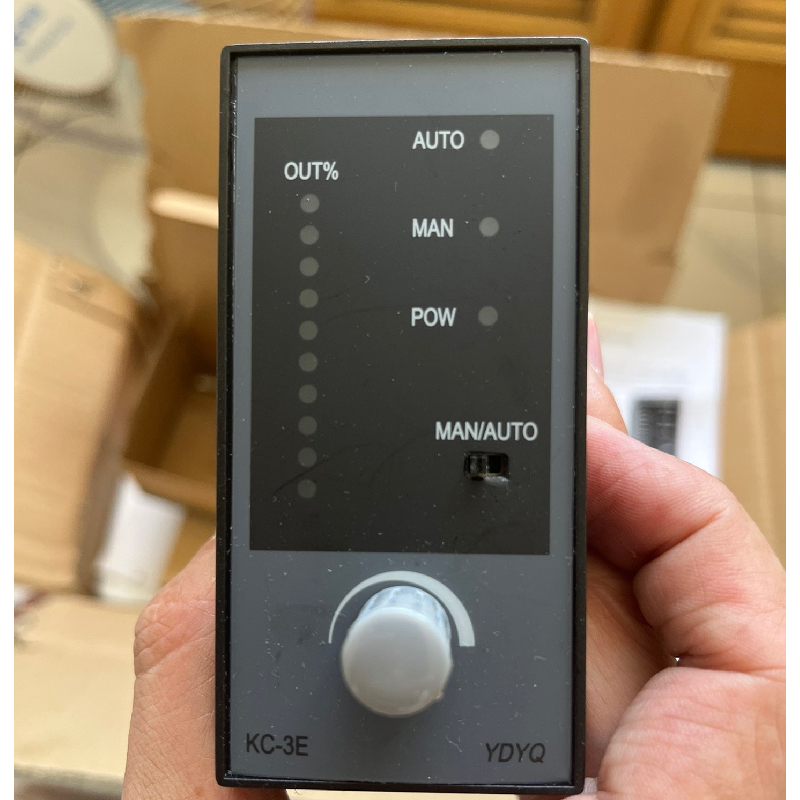 AUTO
OUT%
MAN
POW
MAN/AUTO
KC-3E
YDYQ